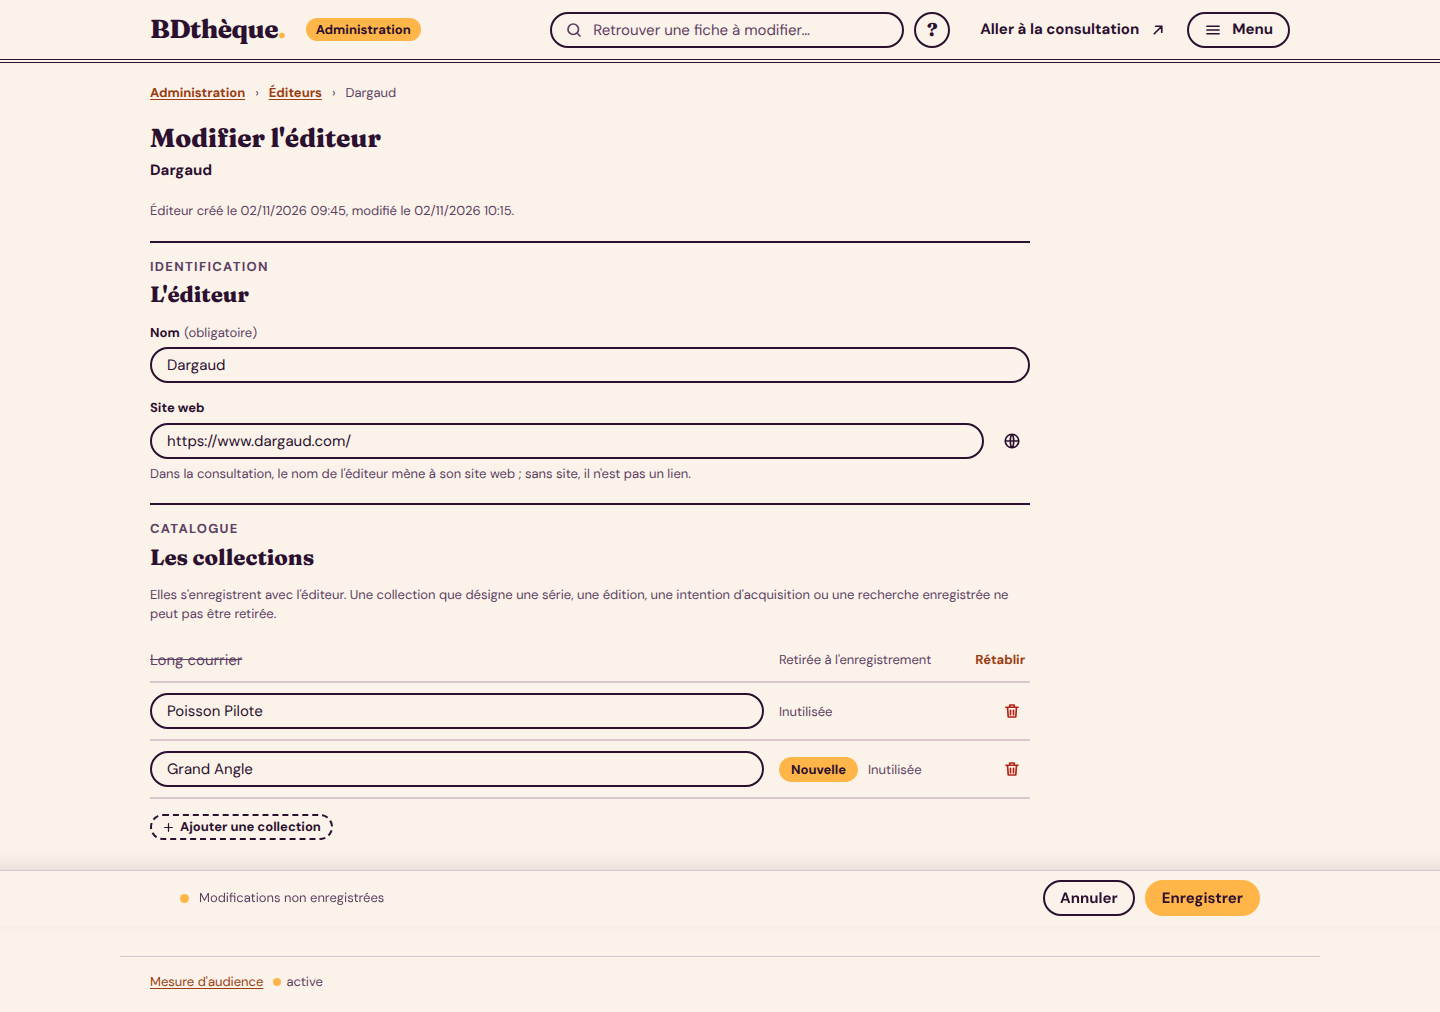 BDthèque.
Administration
Retrouver une fiche à modifier...
?
Aller à la consultation
Menu
Administration › Éditeurs › Dargaud
Modifier l'éditeur
Dargaud
Éditeur créé le 02/11/2026 09:45, modifié le 02/11/2026 10:15.
IDENTIFICATION
L'éditeur
Nom (obligatoire)
Dargaud
Site web
https://www.dargaud.com/
Dans la consultation, le nom de l'éditeur mène à son site web ; sans site, il n'est pas un lien.
CATALOGUE
Les collections
Elles s'enregistrent avec l'éditeur. Une collection que désigne une série, une édition, une intention d'acquisition ou une recherche enregistrée ne
peut pas être retirée.
Long courrier Retirée à l'enregistrement Rétablir
Poisson Pilote Inutilisée
Grand Angle Nouvelle Inutilisée
+ Ajouter une collection
Modifications non enregistrées
Annuler
Enregistrer
Mesure d'audience active